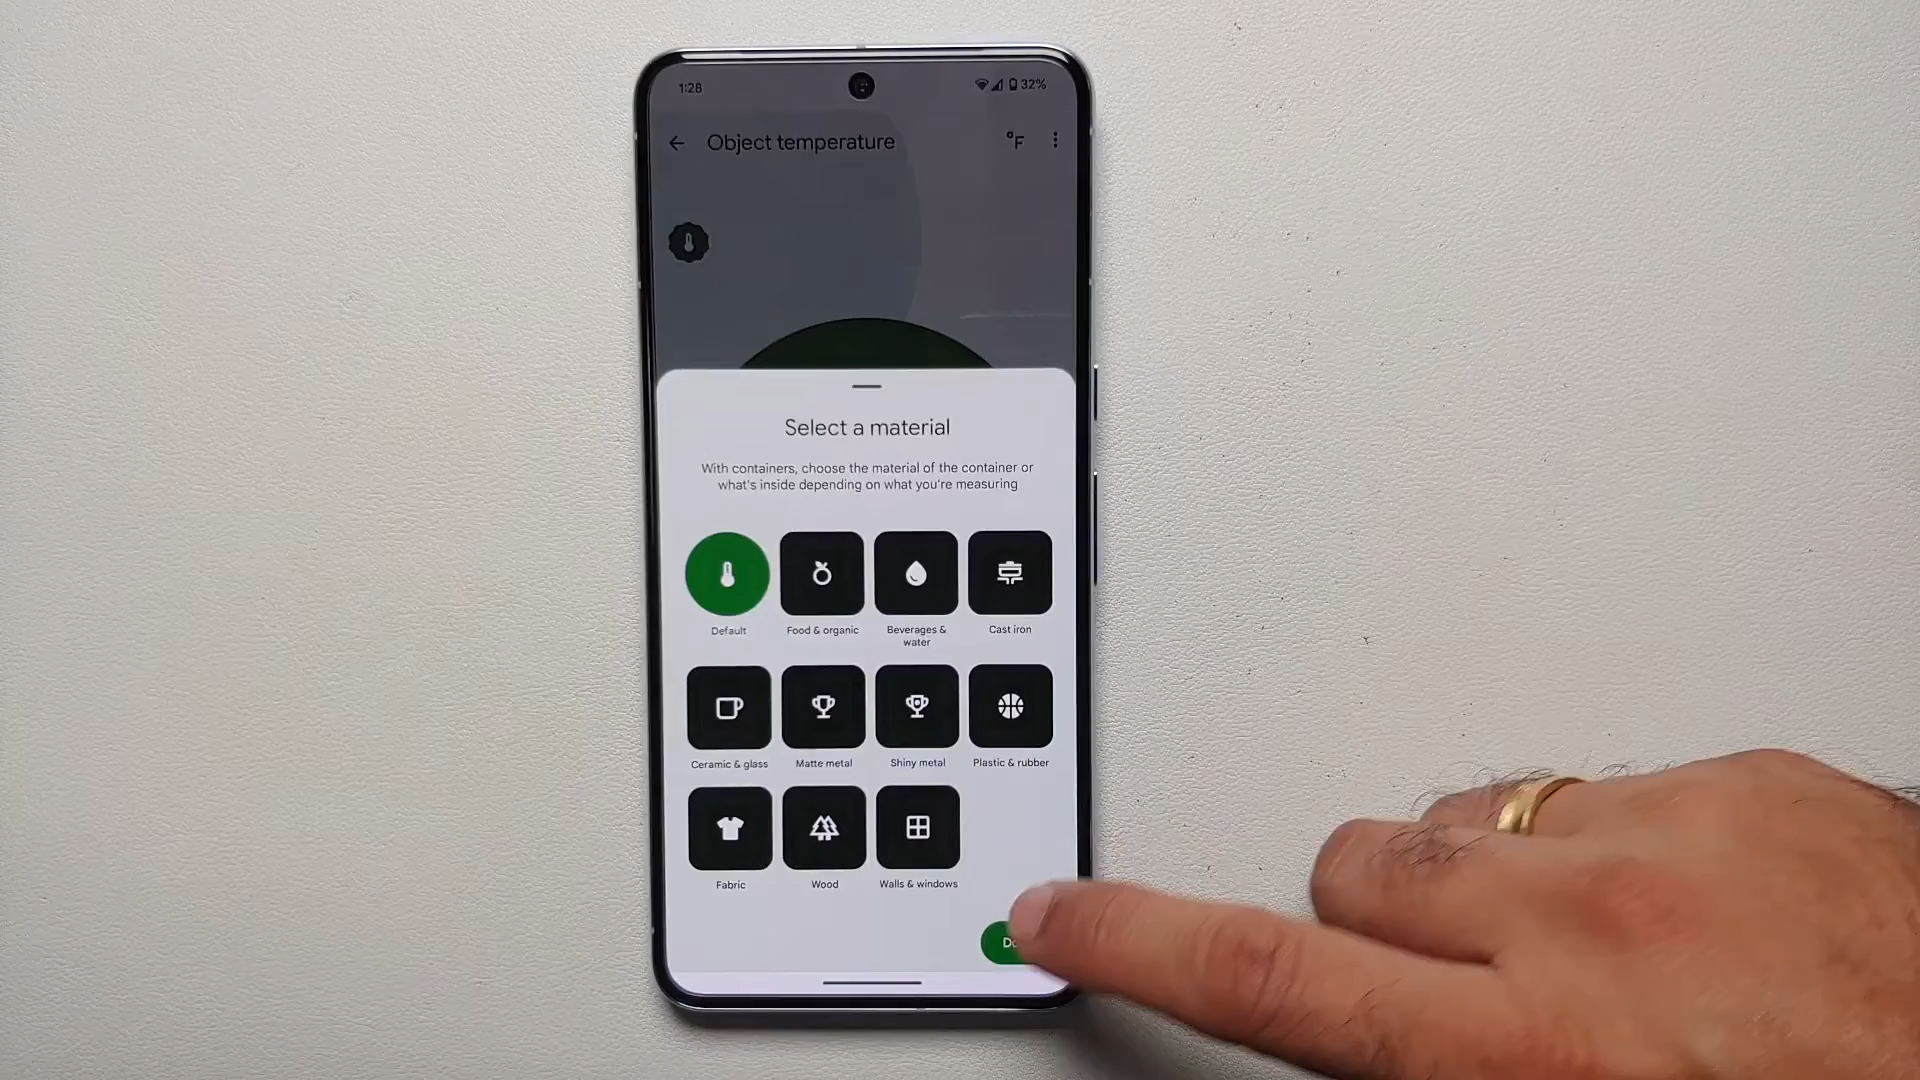 1:28
32%
Object temperature
°F
Select a material
With containers, choose the material of the container or
what's inside depending on what you're measuring
Default
Food & organic
Beverages &
water
Cast iron
Ceramic & glass
Matte metal
Shiny metal
Plastic & rubber
Fabric
Wood
Walls & windows